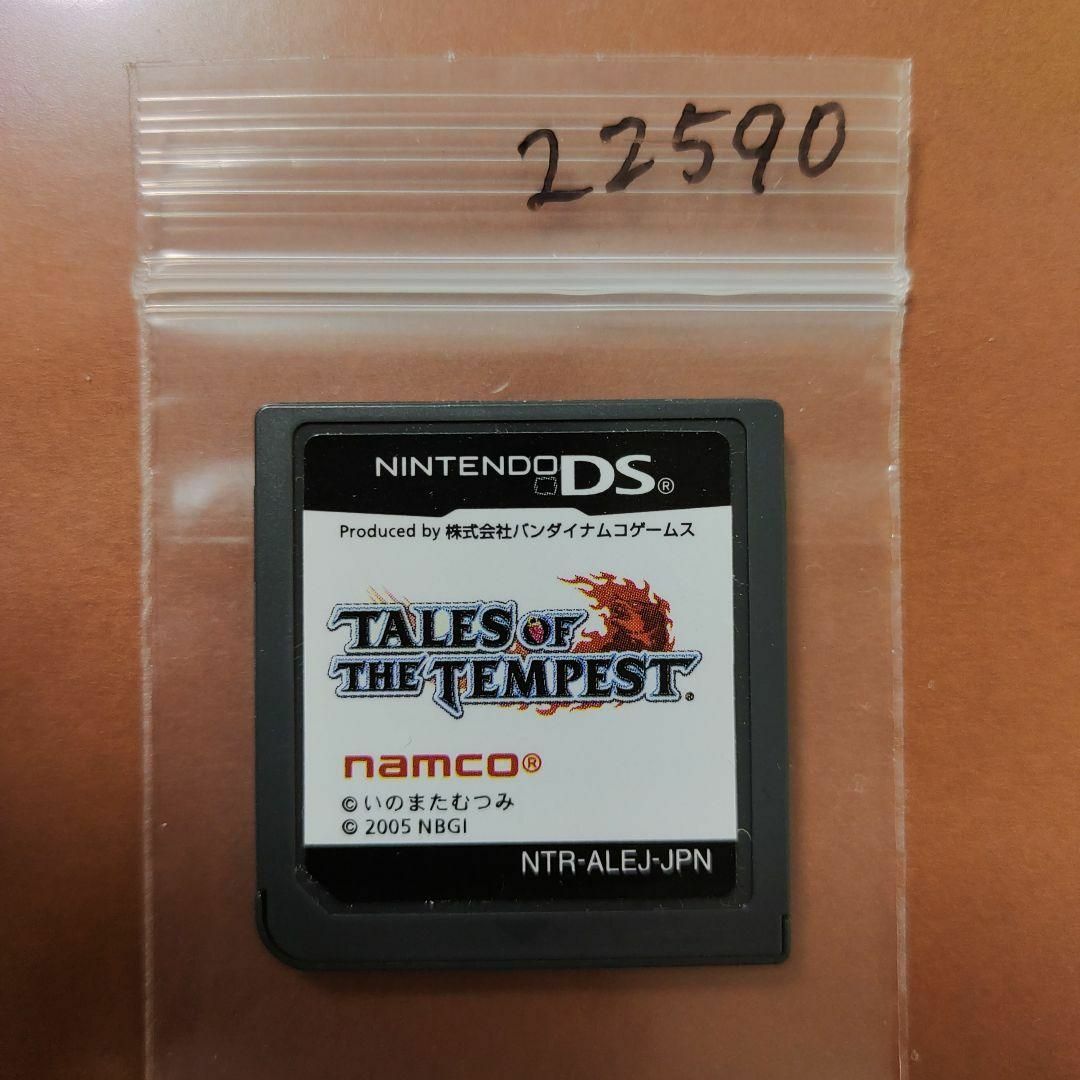 22590
NINTENDO DS®
Produced by 株式会社バンダイナムコゲームス
TALES OF
THE TEMPEST
namco®
©いのまたむつみ
© 2005 NBGI
NTR-ALEJ-JPN